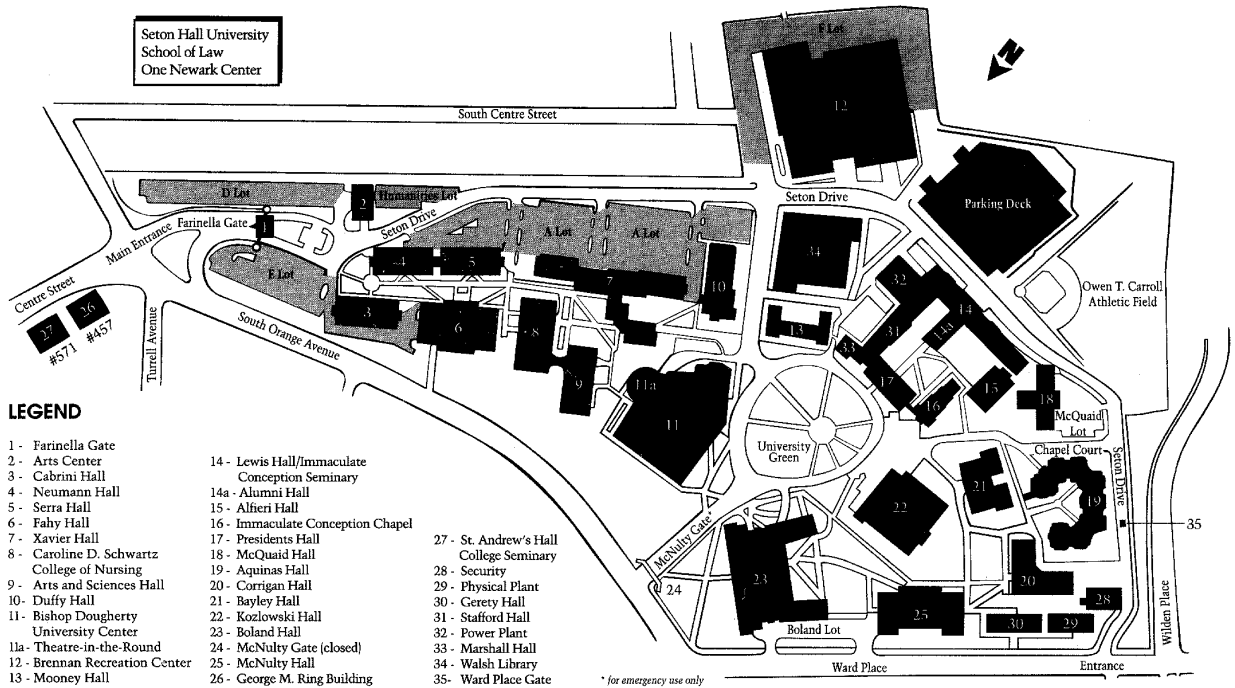 Seton Hall University
School of Law
One Newark Center
N
F Lot
12
South Centre Street
D Lot
2
Humanities Lot
Seton Drive
Seton Drive
Parking Deck
Farinella Gate
1
Main Entrance
A Lot
A Lot
34
4
5
E Lot
7
10
32
14
Owen T. Carroll
Athletic Field
Centre Street
27
26
#571
#457
Turrell Avenue
South Orange Avenue
3
6
8
13
31
14a
33
9
11a
17
15
16
18
McQuaid
Lot
11
University
Green
Chapel Court
Seton Drive
21
19
22
35
McNulty Gate*
24
23
20
28
25
30
29
Boland Lot
Wilden Place
Ward Place
Entrance
LEGEND
1 - Farinella Gate
2 - Arts Center
3 - Cabrini Hall
4 - Neumann Hall
5 - Serra Hall
6 - Fahy Hall
7 - Xavier Hall
8 - Caroline D. Schwartz
College of Nursing
9 - Arts and Sciences Hall
10- Duffy Hall
11- Bishop Dougherty
University Center
11a - Theatre-in-the-Round
12 - Brennan Recreation Center
13 - Mooney Hall
14 - Lewis Hall/Immaculate
Conception Seminary
14a - Alumni Hall
15 - Alfieri Hall
16 - Immaculate Conception Chapel
17 - Presidents Hall
18 - McQuaid Hall
19 - Aquinas Hall
20 - Corrigan Hall
21 - Bayley Hall
22 - Kozlowski Hall
23 - Boland Hall
24 - McNulty Gate (closed)
25 - McNulty Hall
26 - George M. Ring Building
27 - St. Andrew's Hall
College Seminary
28 - Security
29 - Physical Plant
30 - Gerety Hall
31 - Stafford Hall
32 - Power Plant
33 - Marshall Hall
34 - Walsh Library
35- Ward Place Gate
* for emergency use only